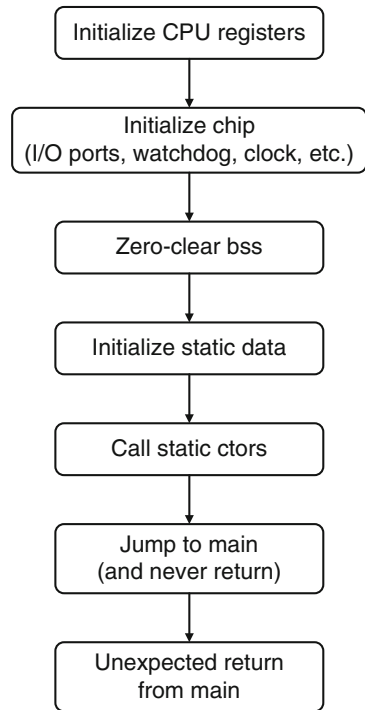 Initialize CPU registers
Initialize chip
(I/O ports, watchdog, clock, etc.)
Zero-clear bss
Initialize static data
Call static ctors
Jump to main
(and never return)
Unexpected return
from main